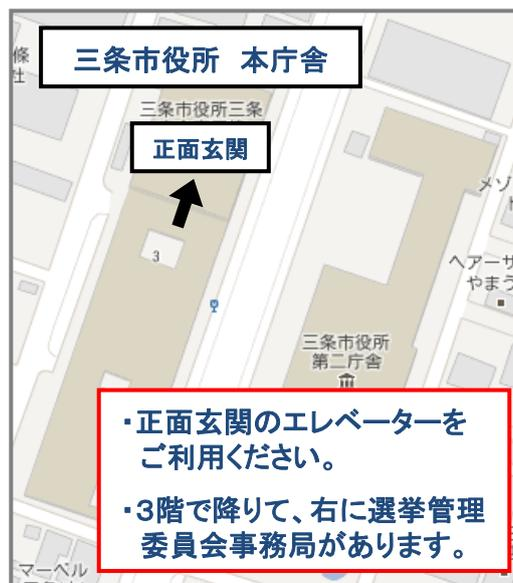 條
社
三条市役所 本庁舎
三条市役所三条
正面玄関
3
メゾ
ヘアーサ
やまう
三条市役所
第二庁舎
・正面玄関のエレベーターを
ご利用ください。
・３階で降りて、右に選挙管理
委員会事務局があります。
マーベル